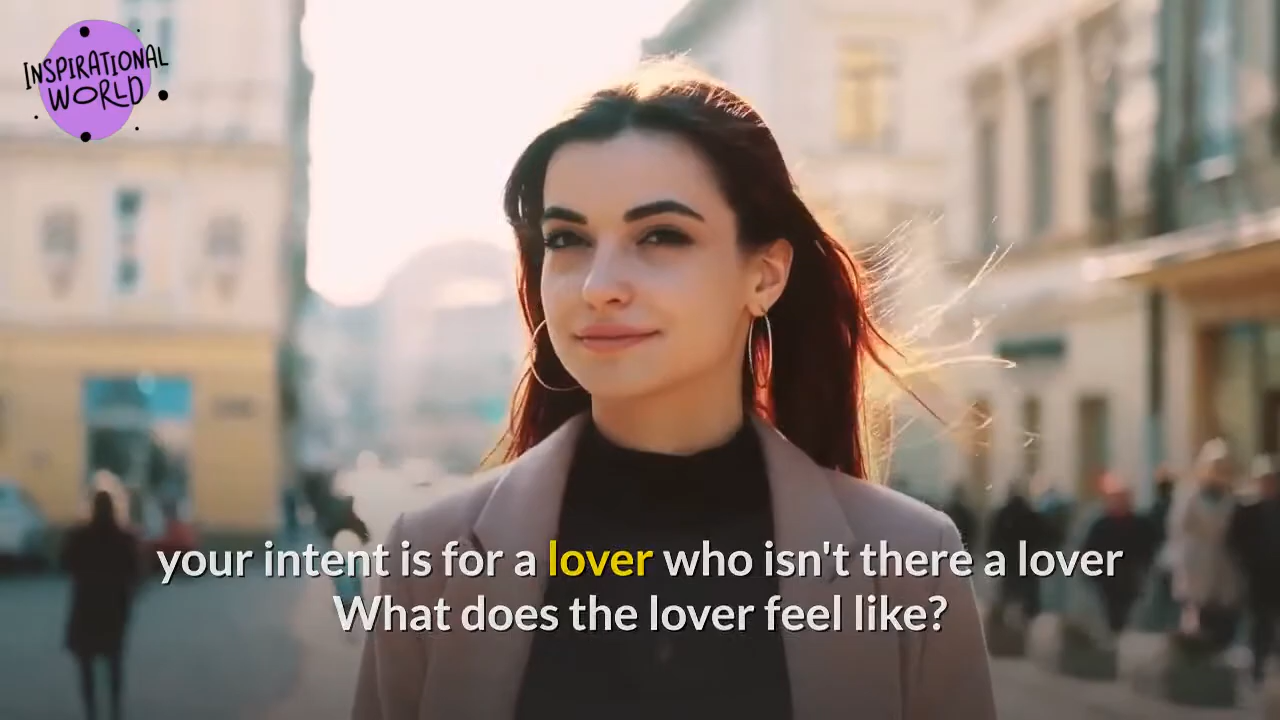 INSPIRATIONAL
WORLD
your intent is for a lover who isn't there a lover
What does the lover feel like?